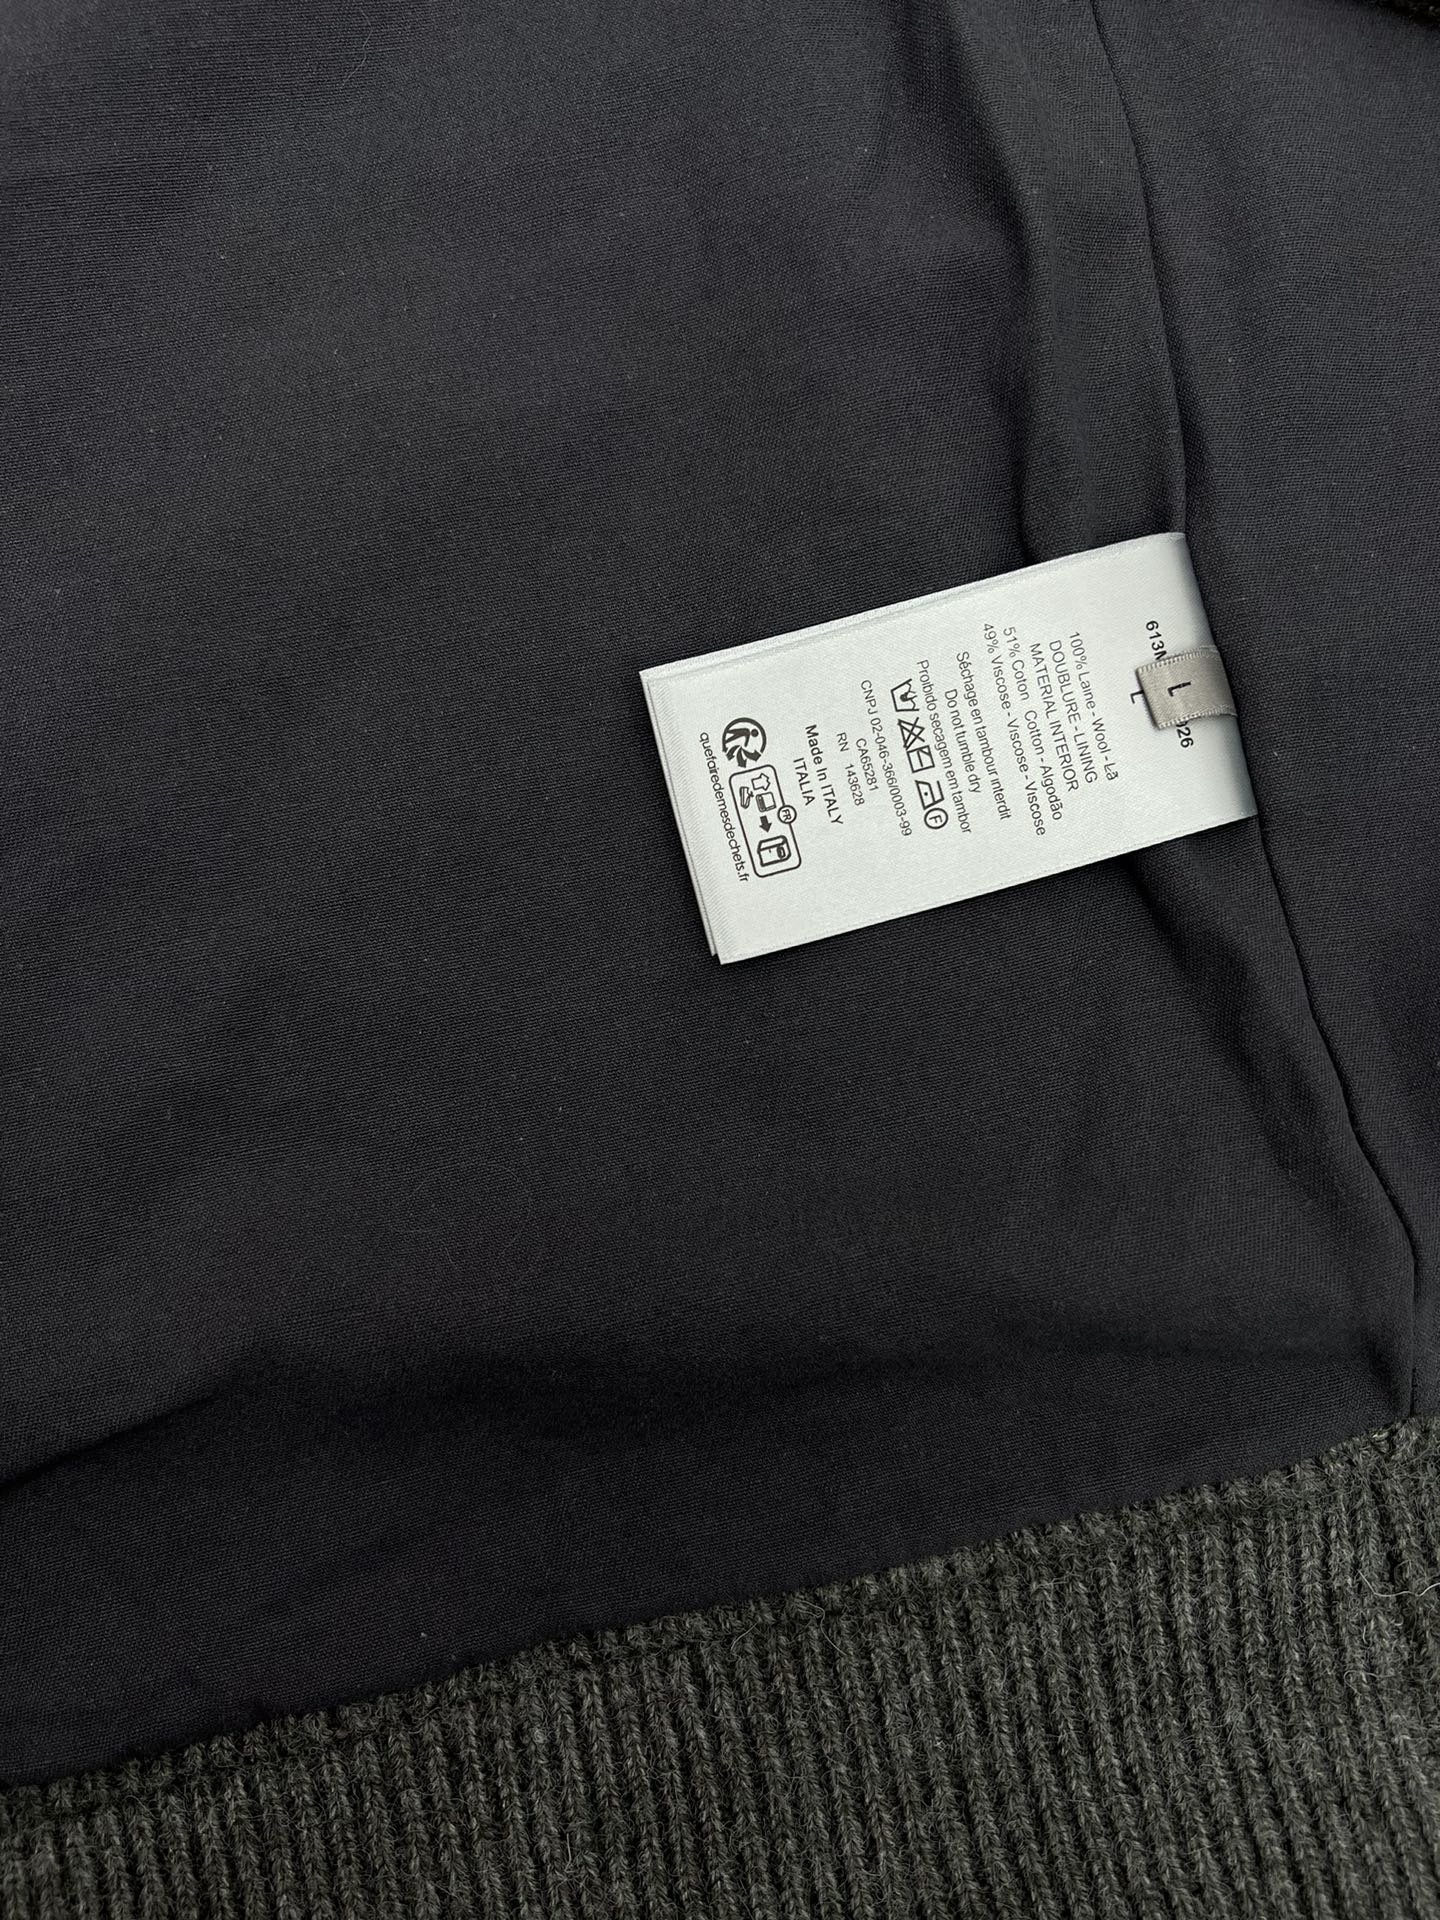 L
613M
026
L
100% Laine - Wool - Lã
DOUBLURE - LINING
MATERIAL INTERIOR
51% Coton - Cotton - Algodão
49% Viscose - Viscose - Viscose
Séchage en tambour interdit
Do not tumble dry
Proibido secagem em tambor
F
CNPJ 02-046-366/0003-99
CA65281
RN 143628
Made In ITALY
ITALIA
FR
quefairedemesdechets.fr